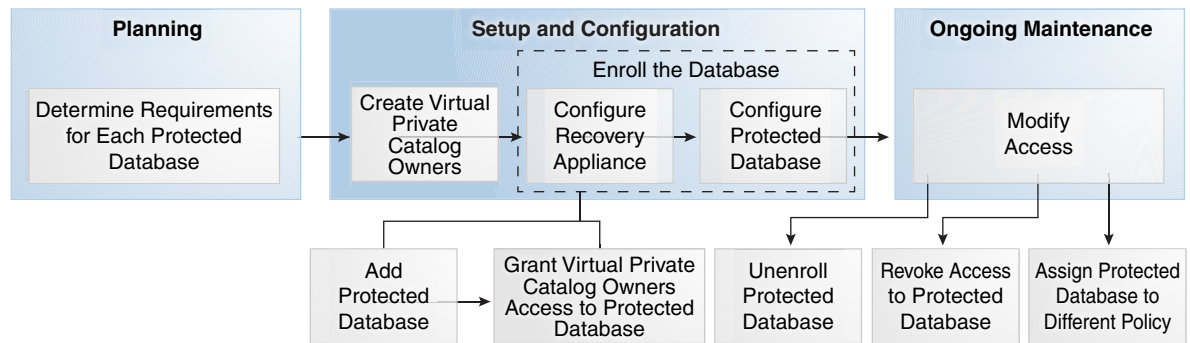 Planning
Determine Requirements
for Each Protected
Database
Setup and Configuration
Create Virtual
Private
Catalog
Owners
Enroll the Database
Configure
Recovery
Appliance
Configure
Protected
Database
Ongoing Maintenance
Modify
Access
Add
Protected
Database
Grant Virtual Private
Catalog Owners
Access to Protected
Database
Unenroll
Protected
Database
Revoke Access
to Protected
Database
Assign Protected
Database to
Different Policy